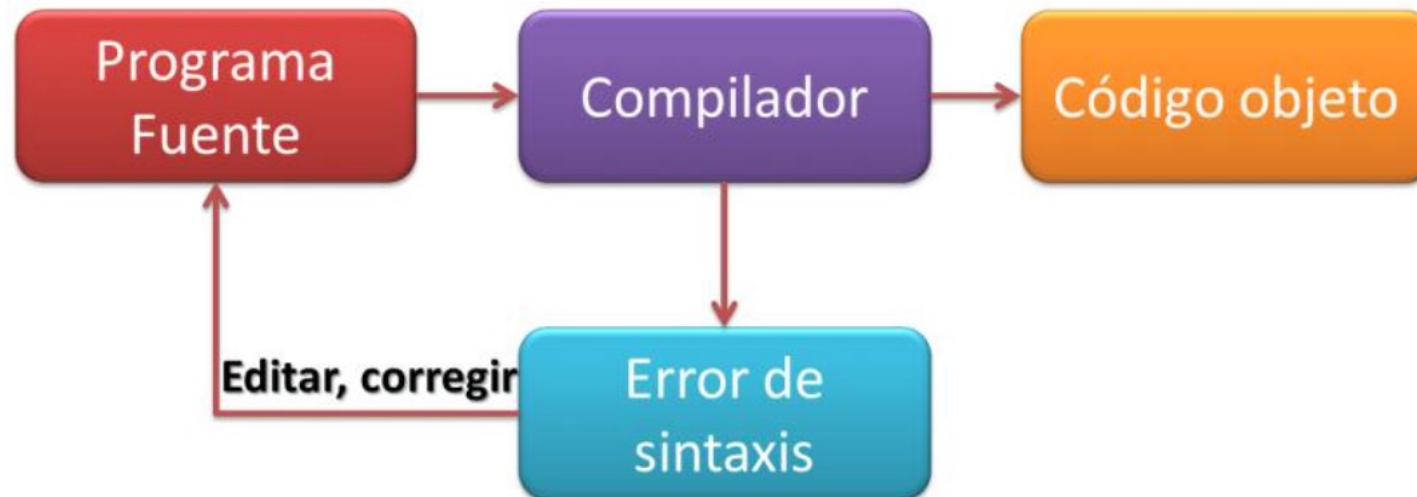 Programa
Fuente
Compilador
Código objeto
Editar, corregir
Error de
sintaxis